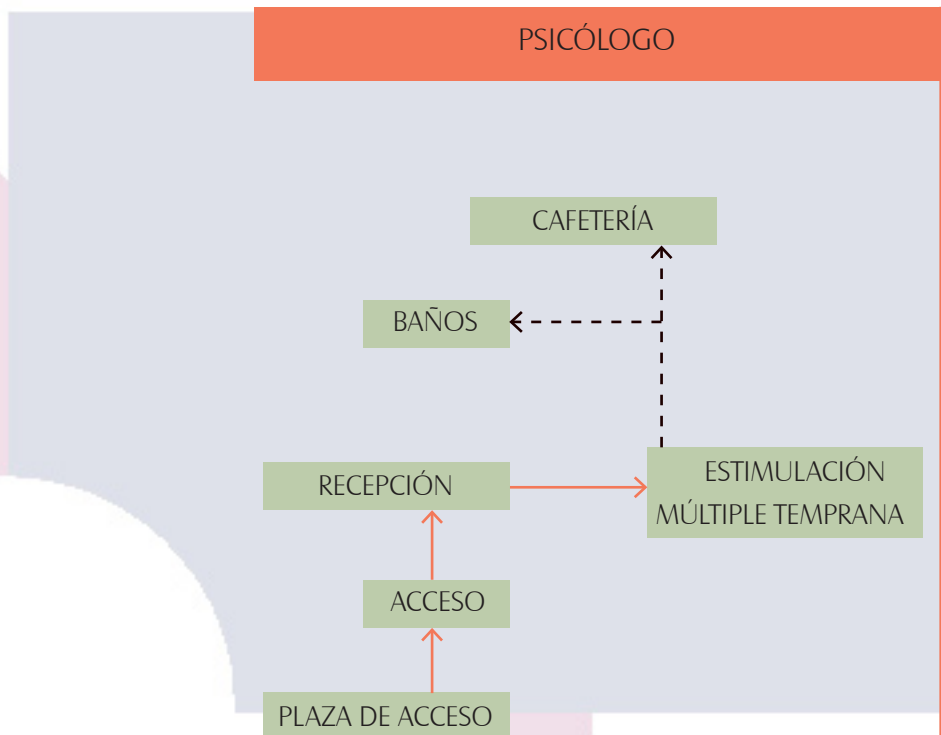 PSICÓLOGO
CAFETERÍA
BAÑOS
RECEPCIÓN
ESTIMULACIÓN
MÚLTIPLE TEMPRANA
ACCESO
PLAZA DE ACCESO